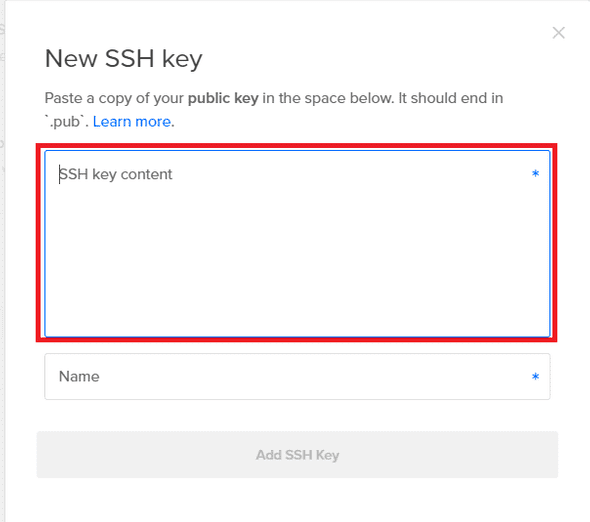 New SSH key
Paste a copy of your public key in the space below. It should end in
`.pub`. Learn more.
SSH key content *
Name *
Add SSH Key